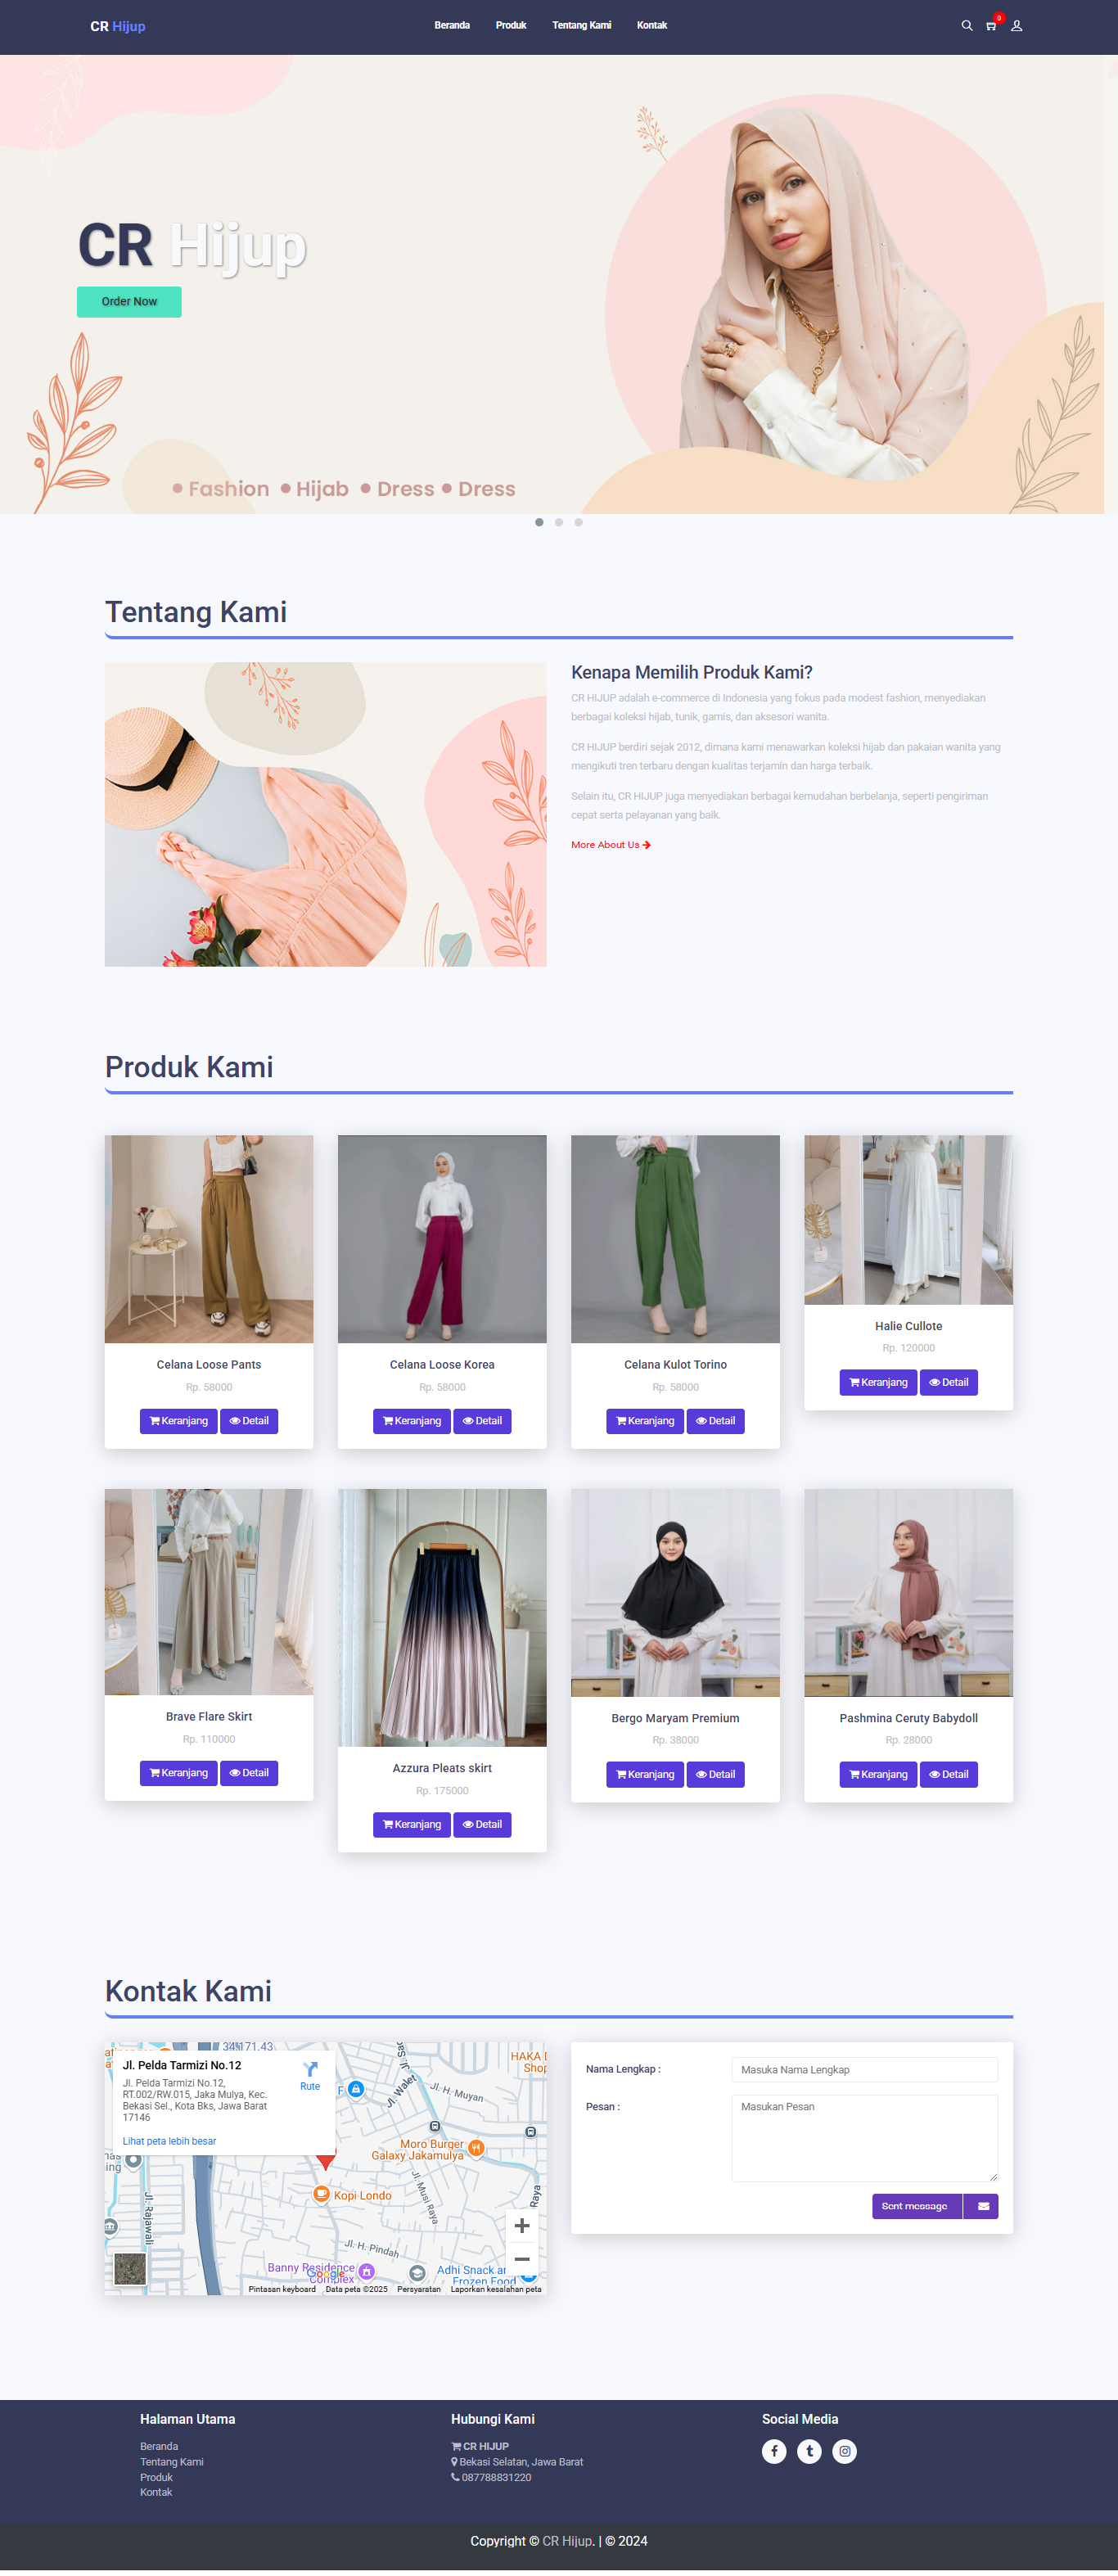 CR Hijup
Beranda Produk Tentang Kami Kontak
0
CR Hijup
Order Now
Fashion Hijab Dress Dress
Tentang Kami
Kenapa Memilih Produk Kami?
CR HIJUP adalah e-commerce di Indonesia yang fokus pada modest fashion, menyediakan
berbagai koleksi hijab, tunik, gamis, dan aksesori wanita.
CR HIJUP berdiri sejak 2012, dimana kami menawarkan koleksi hijab dan pakaian wanita yang
mengikuti tren terbaru dengan kualitas terjamin dan harga terbaik.
Selain itu, CR HIJUP juga menyediakan berbagai kemudahan berbelanja, seperti pengiriman
cepat serta pelayanan yang baik.
More About Us
Produk Kami
Celana Loose Pants
Rp. 58000
Keranjang Detail
Celana Loose Korea
Rp. 58000
Keranjang Detail
Celana Kulot Torino
Rp. 58000
Keranjang Detail
Halie Cullote
Rp. 120000
Keranjang Detail
Brave Flare Skirt
Rp. 110000
Keranjang Detail
Azzura Pleats skirt
Rp. 175000
Keranjang Detail
Bergo Maryam Premium
Rp. 38000
Keranjang Detail
Pashmina Ceruty Babydoll
Rp. 28000
Keranjang Detail
Kontak Kami
Jl. Pelda Tarmizi No.12
Jl. Pelda Tarmizi No.12,
RT.002/RW.015, Jaka Mulya, Kec.
Bekasi Sel., Kota Bks, Jawa Barat
17146
Rute
Lihat peta lebih besar
Jl. Walet
Jl. H. Muyan
HAKA
Shop
Moro Burger
Galaxy Jakamulya
Kopi Londo
Jl. Musi Raya
Raya
Jl. Rajawali
Jl. H. Pindah
Banny Residence
Complex
Adhi Snack
Frozen Food
Google
Pintasan keyboard Data peta ©2025 Persyaratan Laporkan kesalahan peta
Nama Lengkap :
Masuka Nama Lengkap
Pesan :
Masukan Pesan
Sent message
Halaman Utama
Beranda
Tentang Kami
Produk
Kontak
Hubungi Kami
CR HIJUP
Bekasi Selatan, Jawa Barat
087788831220
Social Media
Copyright © CR Hijup. | © 2024